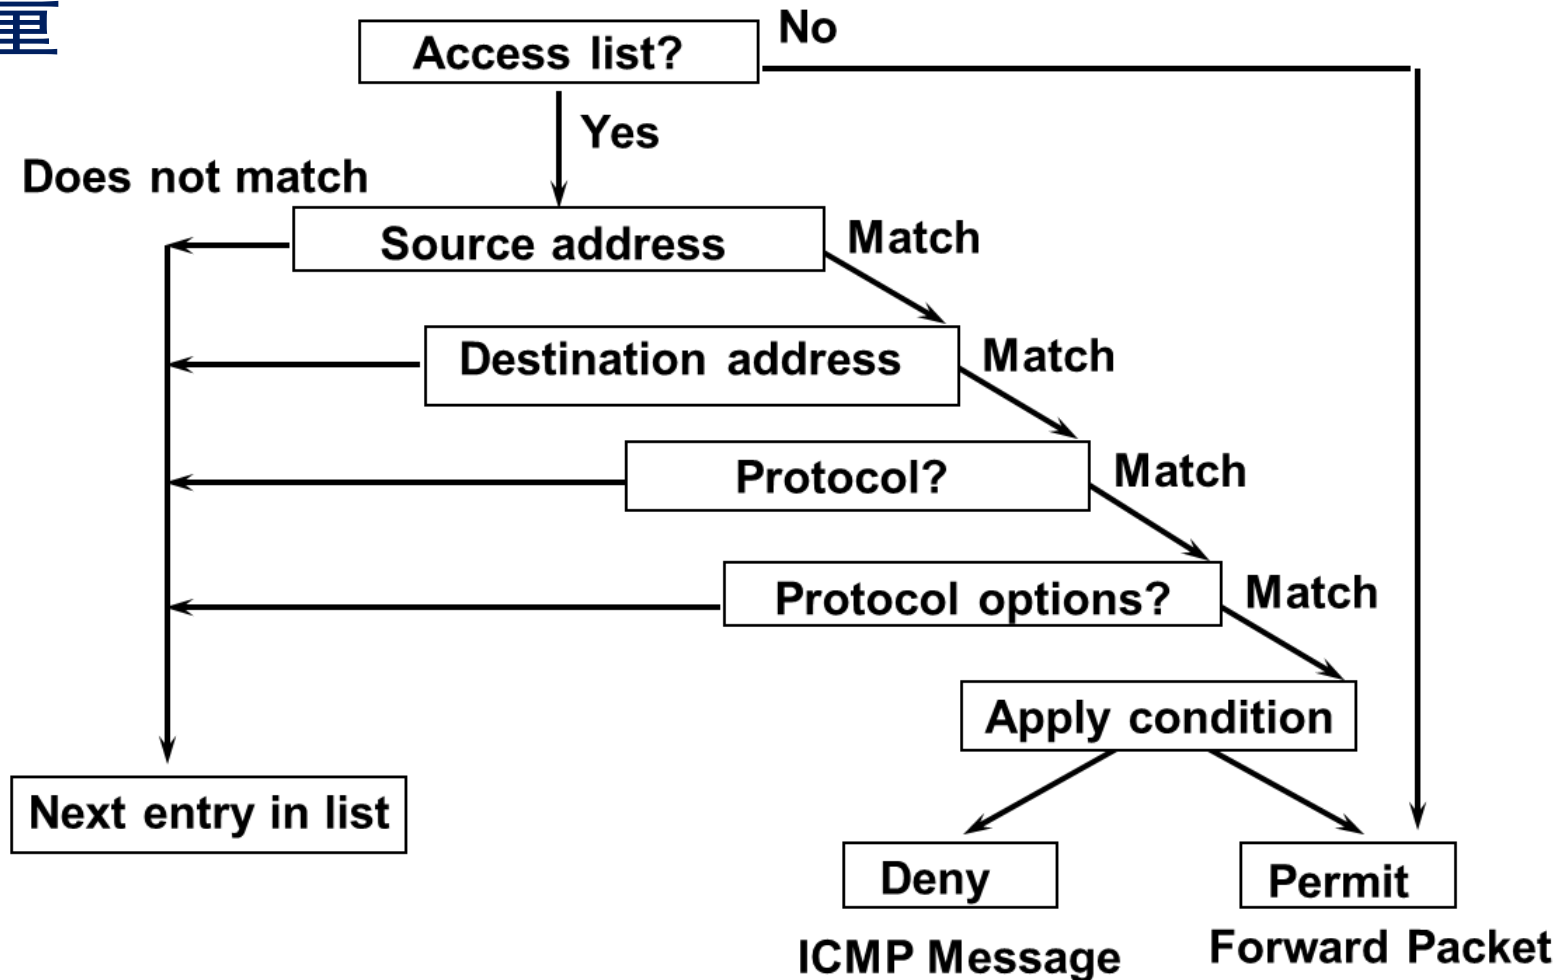 Access list?
No
Yes
Does not match
Source address
Match
Destination address
Match
Protocol?
Match
Protocol options?
Match
Apply condition
Next entry in list
Deny
Permit
ICMP Message
Forward Packet